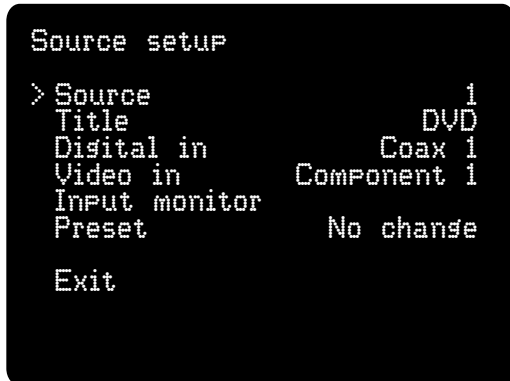 Source setup
> Source 1
Title DVD
Digital in Coax 1
Video in Component 1
Input monitor
Preset No change
Exit